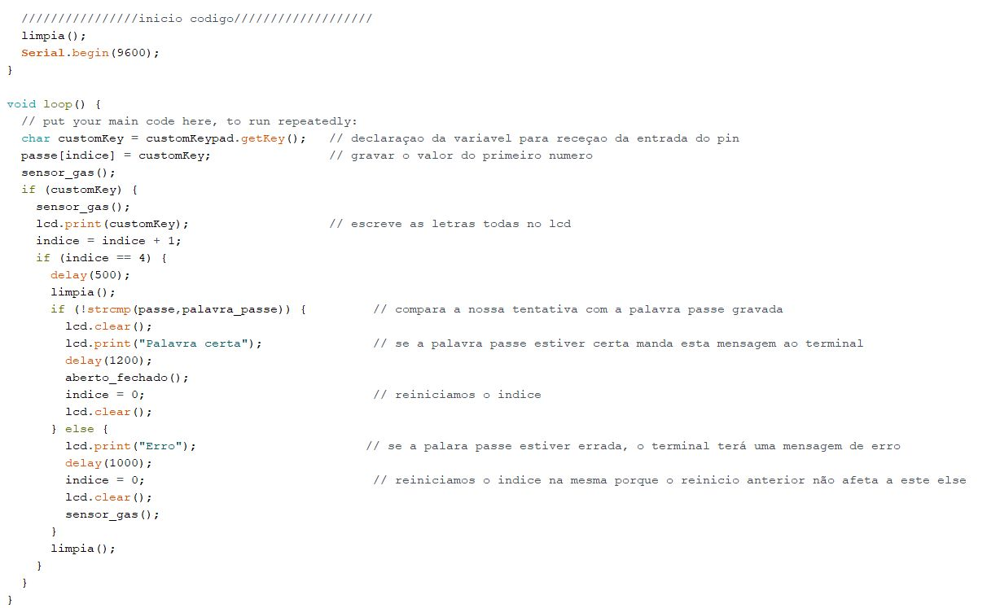 ////////////////inicio codigo///////////////////
limpia();
Serial.begin(9600);
}
void loop() {
// put your main code here, to run repeatedly:
char customKey = customKeypad.getKey();   // declaraçao da variavel para receçao da entrada do pin
passe[indice] = customKey;                // gravar o valor do primeiro numero
sensor_gas();
if (customKey) {
sensor_gas();
lcd.print(customKey);                   // escreve as letras todas no lcd
indice = indice + 1;
if (indice == 4) {
delay(500);
limpia();
if (!strcmp(passe,palavra_passe)) {         // compara a nossa tentativa com a palavra passe gravada
lcd.clear();
lcd.print("Palavra certa");               // se a palavra passe estiver certa manda esta mensagem ao terminal
delay(1200);
aberto_fechado();
indice = 0;                               // reiniciamos o indice
lcd.clear();
} else {
lcd.print("Erro");                       // se a palara passe estiver errada, o terminal terá uma mensagem de erro
delay(1000);
indice = 0;                               // reiniciamos o indice na mesma porque o reinicio anterior não afeta a este else
lcd.clear();
sensor_gas();
}
limpia();
}
}
}